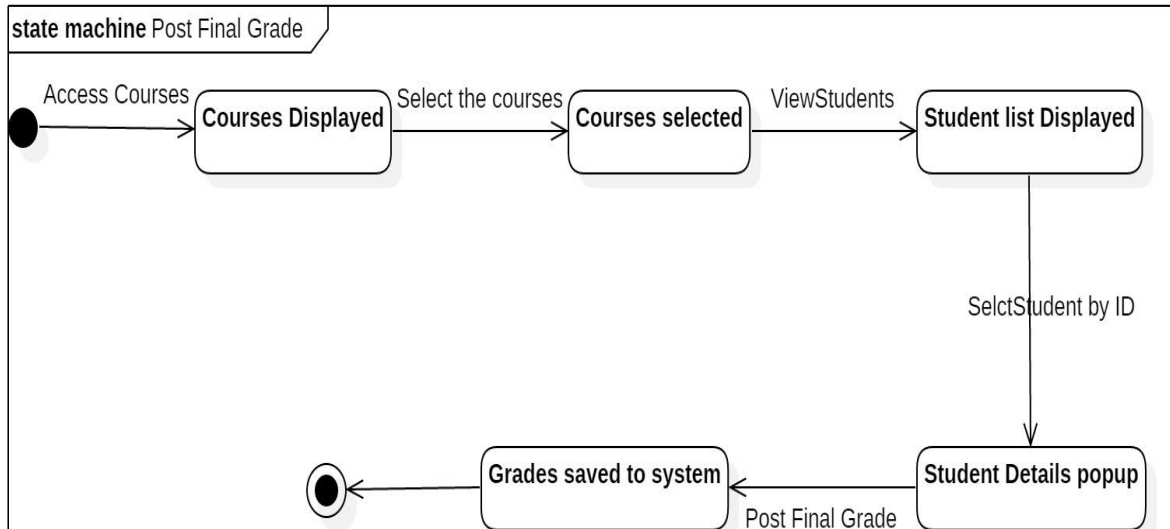 state machine Post Final Grade
Access Courses
Courses Displayed
Select the courses
Courses selected
ViewStudents
Student list Displayed
SelctStudent by ID
Student Details popup
Post Final Grade
Grades saved to system